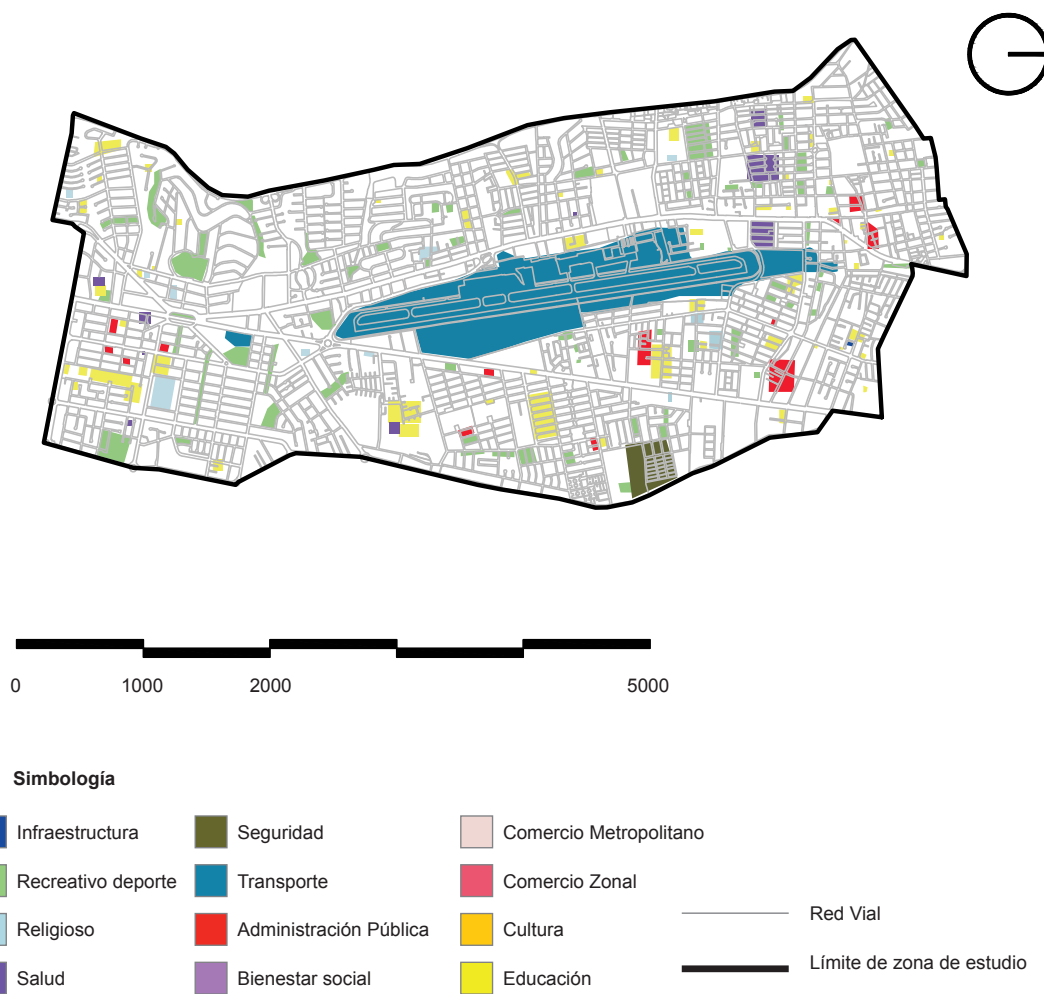 0 1000 2000 5000
Simbología
Infraestructura
Recreativo deporte
Religioso
Salud
Seguridad
Transporte
Administración Pública
Bienestar social
Comercio Metropolitano
Comercio Zonal
Cultura
Educación
Red Vial
Límite de zona de estudio